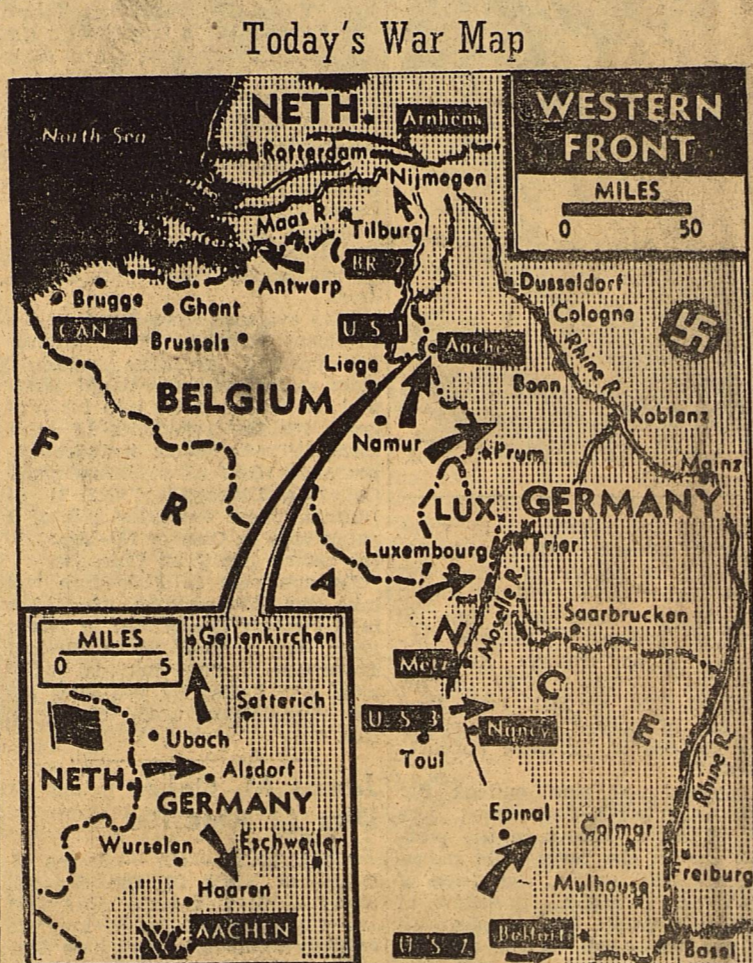 Today's War Map
WESTERN
FRONT
MILES
0 50
North Sea
NETH.
Arnhem
Rotterdam
Nijmegen
Maas R.
Tilburg
BR 2
Antwerp
Brugge
Ghent
CAN 1
Brussels
U S 1
Dusseldorf
Cologne
Aachen
Liege
Rhine R.
Bonn
BELGIUM
Koblenz
Namur
Prum
Mainz
F R A N C E
LUX.
GERMANY
Luxembourg
Trier
Moselle R.
Saarbrucken
Metz
U S 3
Nancy
Toul
Rhine R.
Epinal
Colmar
Freiburg
Mulhouse
U S 7
Belfort
Basel
MILES
0 5
Geilenkirchen
Setterich
Ubach
NETH.
Alsdorf
GERMANY
Wurselen
Eschweiler
Haaren
AACHEN